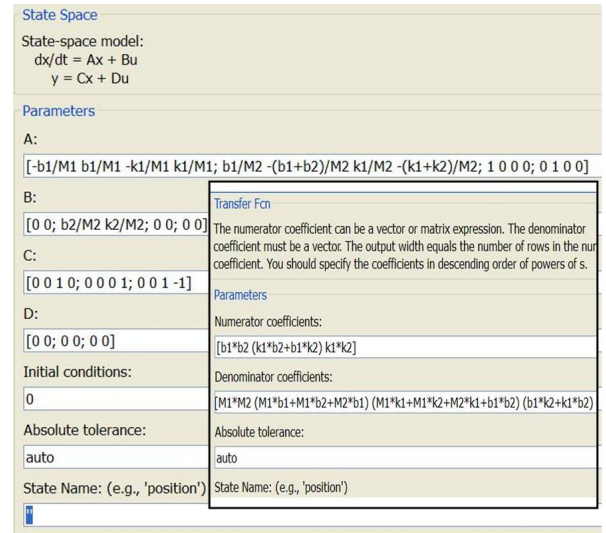 State Space
State-space model:
dx/dt = Ax + Bu
y = Cx + Du
Parameters
A:
[-b1/M1 b1/M1 -k1/M1 k1/M1; b1/M2 -(b1+b2)/M2 k1/M2 -(k1+k2)/M2; 1 0 0 0; 0 1 0 0]
B:
[0 0; b2/M2 k2/M2; 0 0; 0 0]
C:
[0 0 1 0; 0 0 0 1; 0 0 1 -1]
D:
[0 0; 0 0; 0 0]
Initial conditions:
0
Absolute tolerance:
auto
State Name: (e.g., 'position')
''
Transfer Fcn
The numerator coefficient can be a vector or matrix expression. The denominator
coefficient must be a vector. The output width equals the number of rows in the nur
coefficient. You should specify the coefficients in descending order of powers of s.
Parameters
Numerator coefficients:
[b1*b2 (k1*b2+b1*k2) k1*k2]
Denominator coefficients:
[M1*M2 (M1*b1+M1*b2+M2*b1) (M1*k1+M1*k2+M2*k1+b1*b2) (b1*k2+k1*b2)
Absolute tolerance:
auto
State Name: (e.g., 'position')